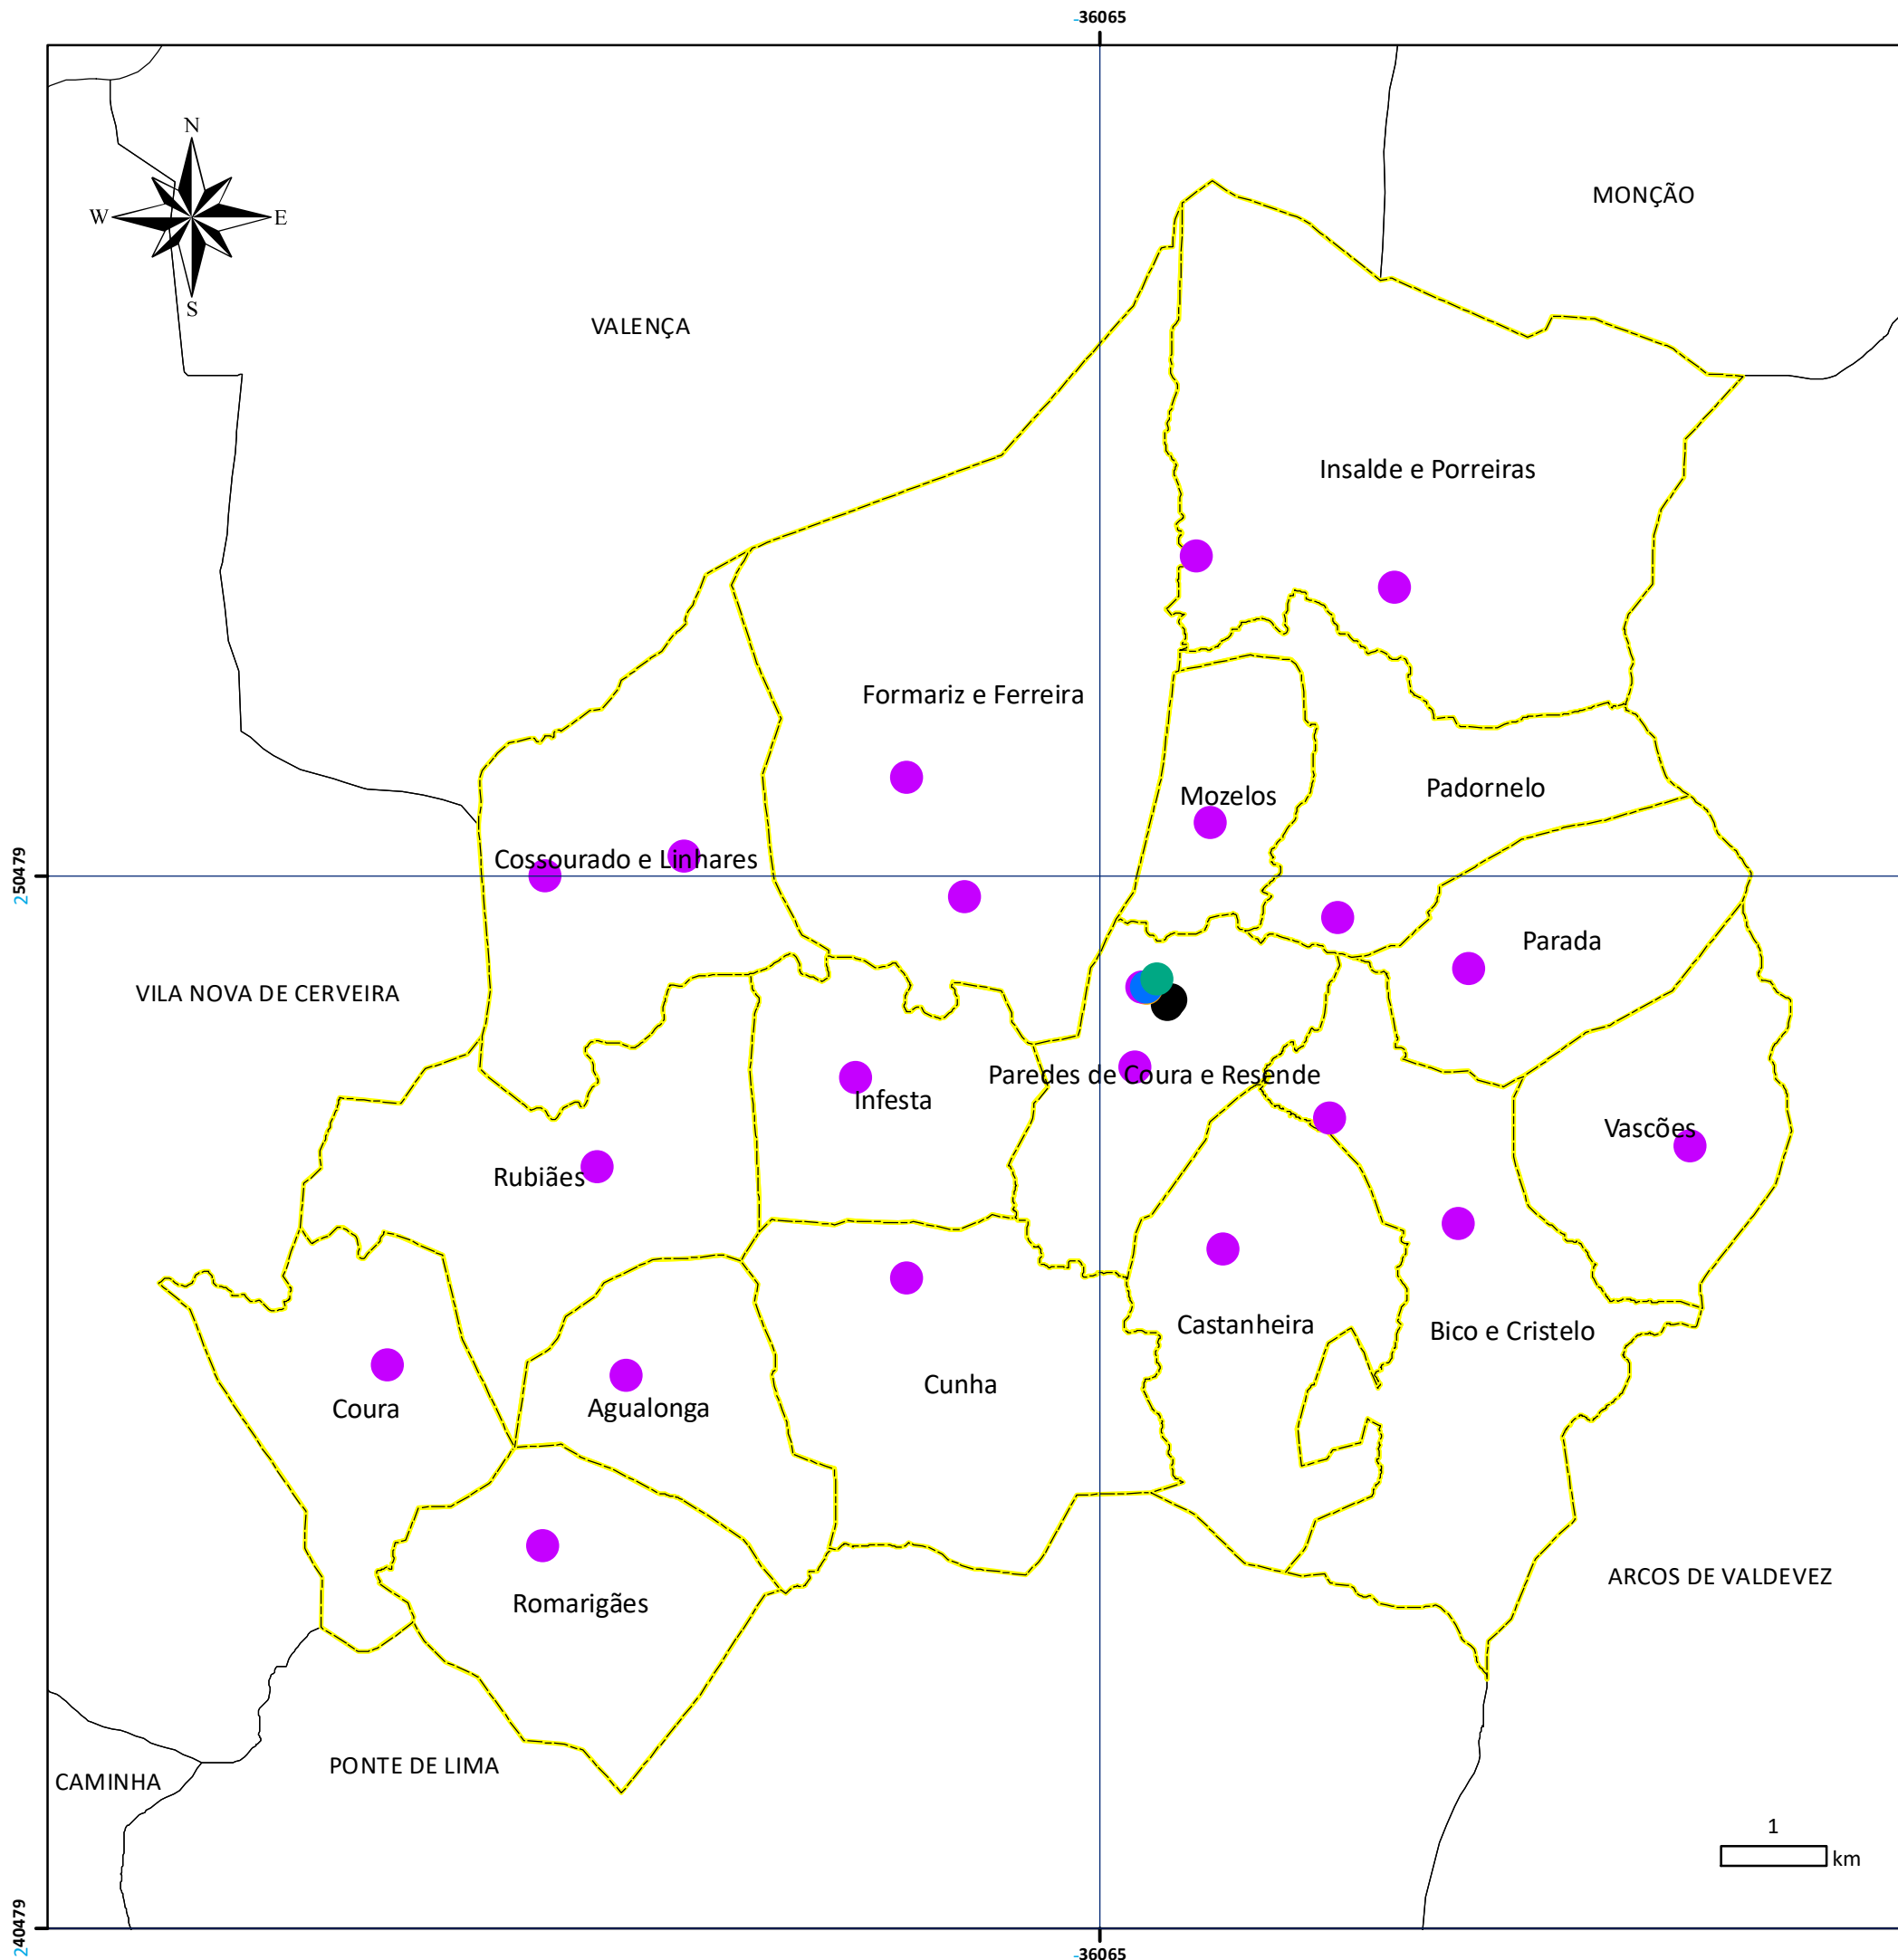 -36065
N
MONÇÃO
W
E
S
VALENÇA
Insalde e Porreiras
Formariz e Ferreira
Mozelos
Padornelo
Cossourado e Linhares
250479
Parada
VILA NOVA DE CERVEIRA
Paredes de Coura e Resende
Infesta
Vascões
Rubiães
Castanheira
Bico e Cristelo
Cunha
Coura
Agualonga
ARCOS DE VALDEVEZ
Romarigães
PONTE DE LIMA
CAMINHA
1
km
240479
-36065